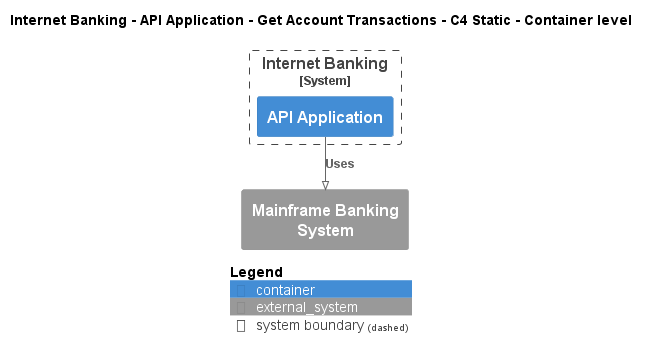 Internet Banking - API Application - Get Account Transactions - C4 Static - Container level
Internet Banking
[System]
API Application
Uses
Mainframe Banking
System
Legend
container
external_system
system boundary (dashed)